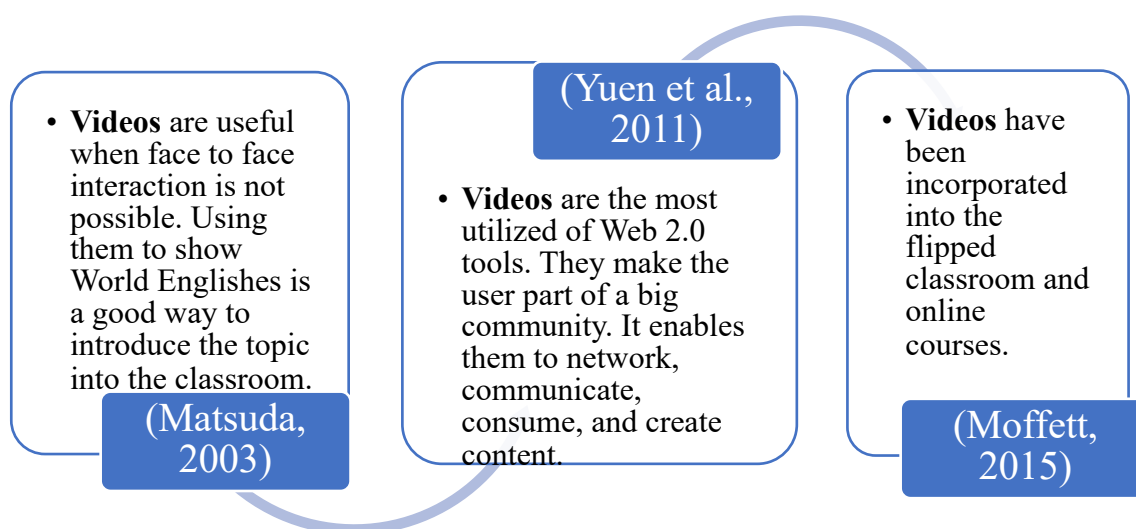 • Videos are useful
when face to face
interaction is not
possible. Using
them to show
World Englishes is
a good way to
introduce the topic
into the classroom.
(Matsuda,
2003)
(Yuen et al.,
2011)
• Videos are the most
utilized of Web 2.0
tools. They make the
user part of a big
community. It enables
them to network,
communicate,
consume, and create
content.
• Videos have
been
incorporated
into the
flipped
classroom and
online
courses.
(Moffett,
2015)